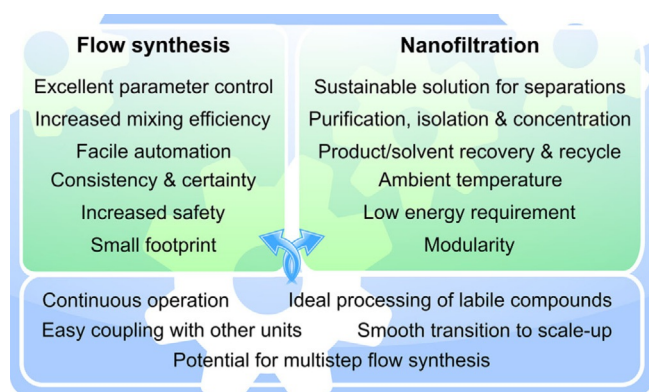 Flow synthesis
Excellent parameter control
Increased mixing efficiency
Facile automation
Consistency & certainty
Increased safety
Small footprint
Nanofiltration
Sustainable solution for separations
Purification, isolation & concentration
Product/solvent recovery & recycle
Ambient temperature
Low energy requirement
Modularity
Continuous operation
Ideal processing of labile compounds
Easy coupling with other units
Smooth transition to scale-up
Potential for multistep flow synthesis